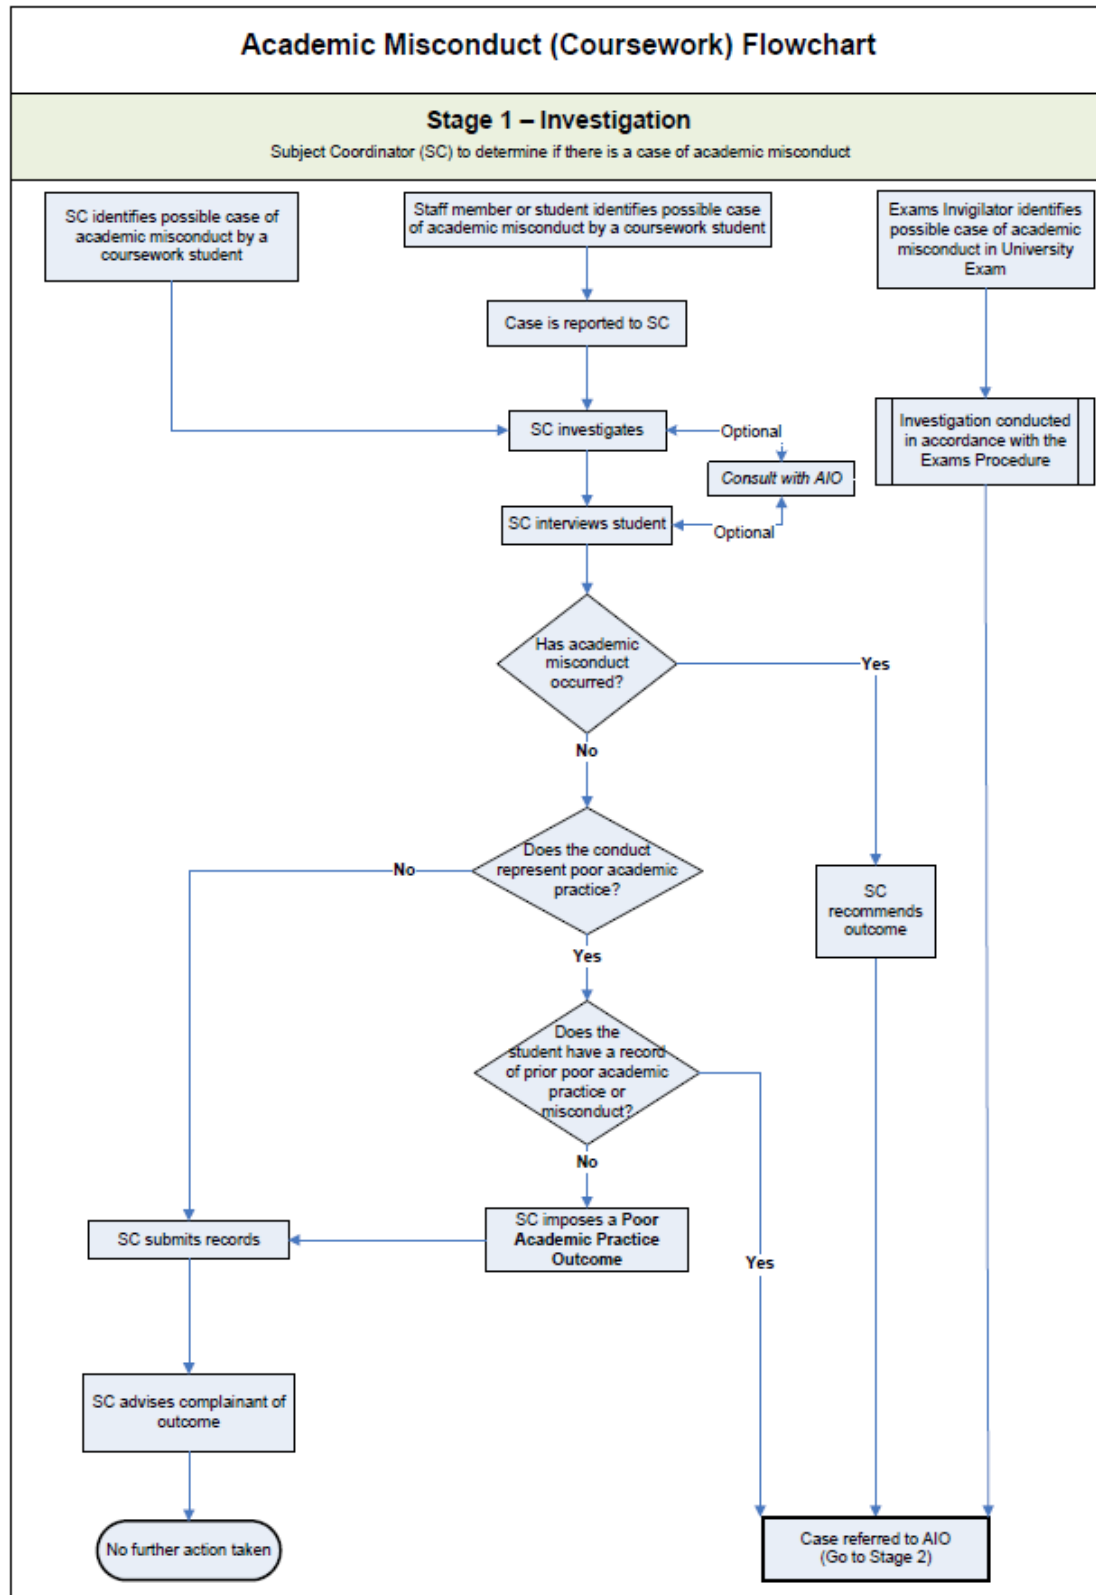 Academic Misconduct (Coursework) Flowchart
Stage 1 – Investigation
Subject Coordinator (SC) to determine if there is a case of academic misconduct
SC identifies possible case of
academic misconduct by a
coursework student
Staff member or student identifies possible case
of academic misconduct by a coursework student
Exams Invigilator identifies
possible case of academic
misconduct in University
Exam
Case is reported to SC
SC investigates
Optional
Consult with AIO
Investigation conducted
in accordance with the
Exams Procedure
SC interviews student
Optional
Has academic
misconduct
occurred?
Yes
No
Does the conduct
represent poor academic
practice?
No
SC
recommends
outcome
Yes
Does the
student have a record
of prior poor academic
practice or
misconduct?
No
SC imposes a Poor
Academic Practice
Outcome
SC submits records
Yes
SC advises complainant of
outcome
No further action taken
Case referred to AIO
(Go to Stage 2)